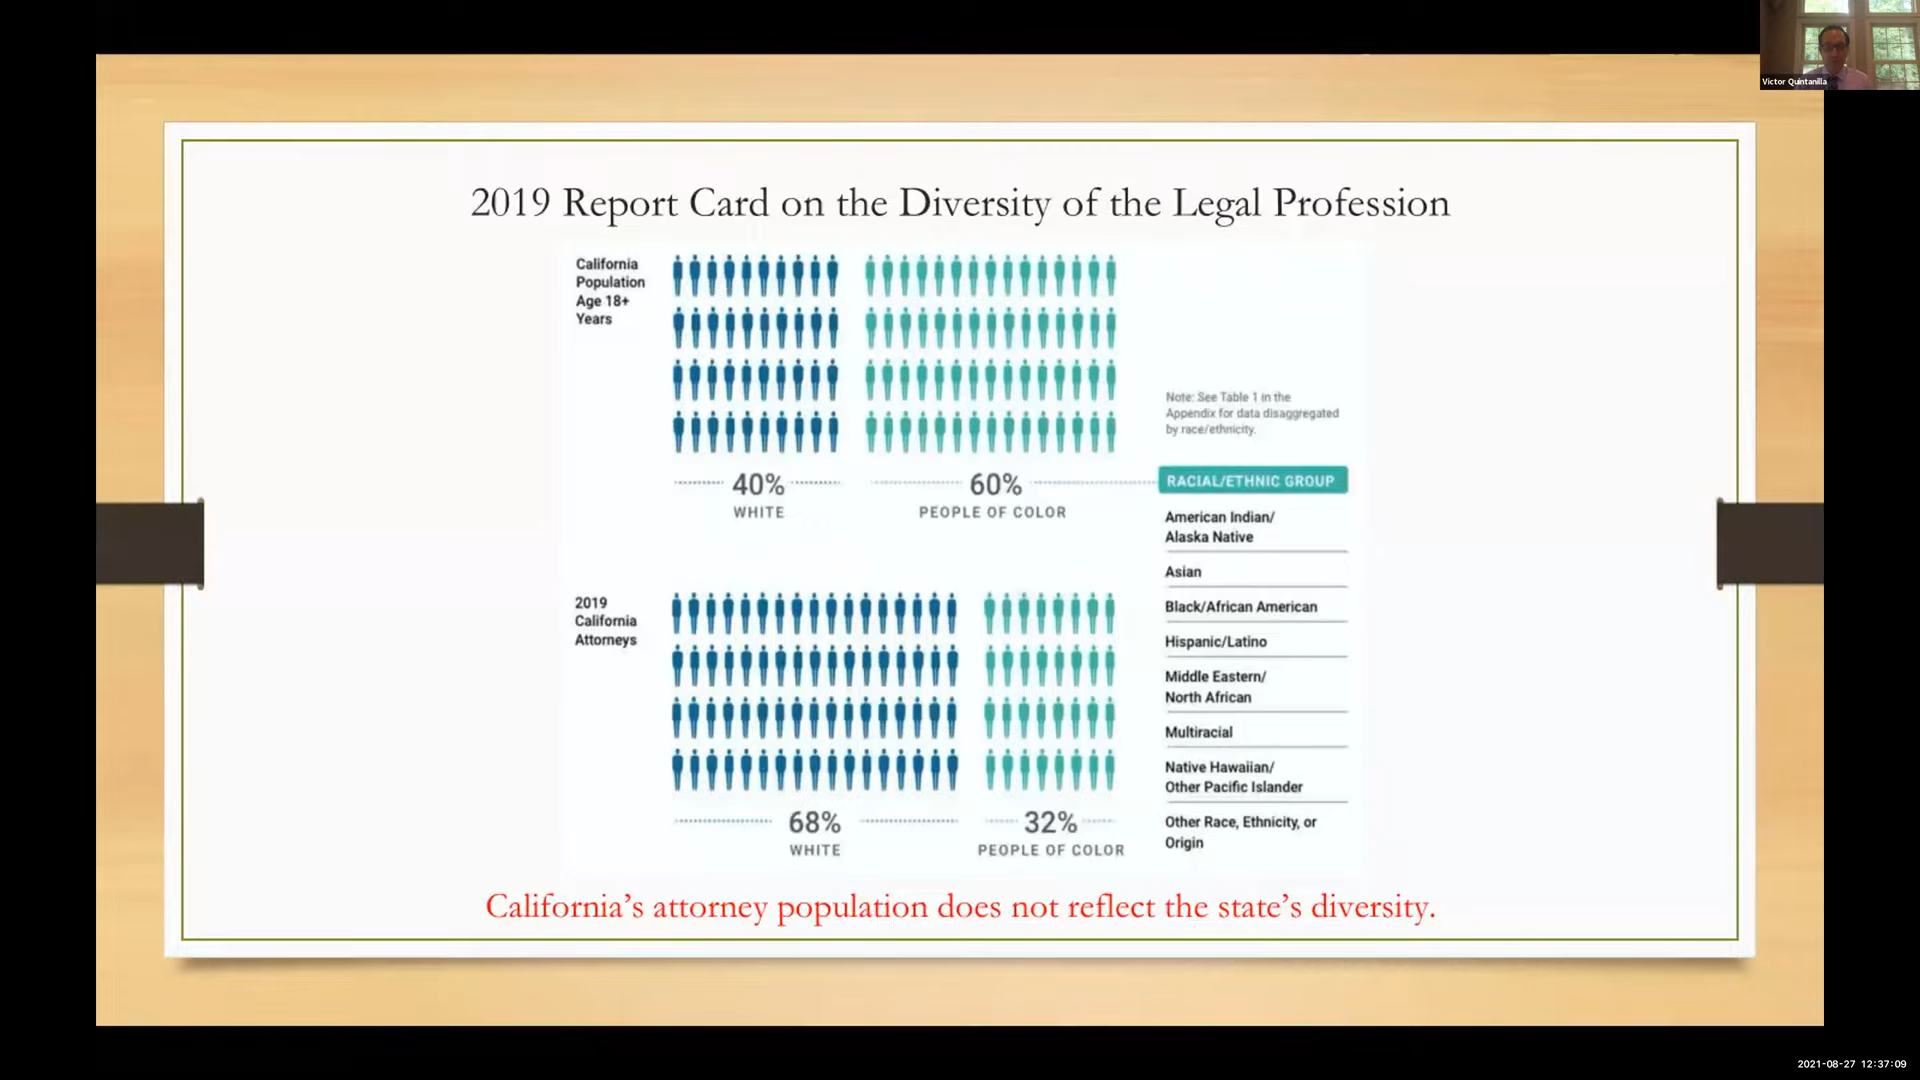 Victor Quintanilla
2019 Report Card on the Diversity of the Legal Profession
California
Population
Age 18+
Years
40%
WHITE
60%
PEOPLE OF COLOR
Note: See Table 1 in the
Appendix for data disaggregated
by race/ethnicity.
RACIAL/ETHNIC GROUP
American Indian/
Alaska Native
Asian
Black/African American
Hispanic/Latino
Middle Eastern/
North African
Multiracial
Native Hawaiian/
Other Pacific Islander
Other Race, Ethnicity, or
Origin
2019
California
Attorneys
68%
WHITE
32%
PEOPLE OF COLOR
California's attorney population does not reflect the state's diversity.
2021-08-27 12:37:09